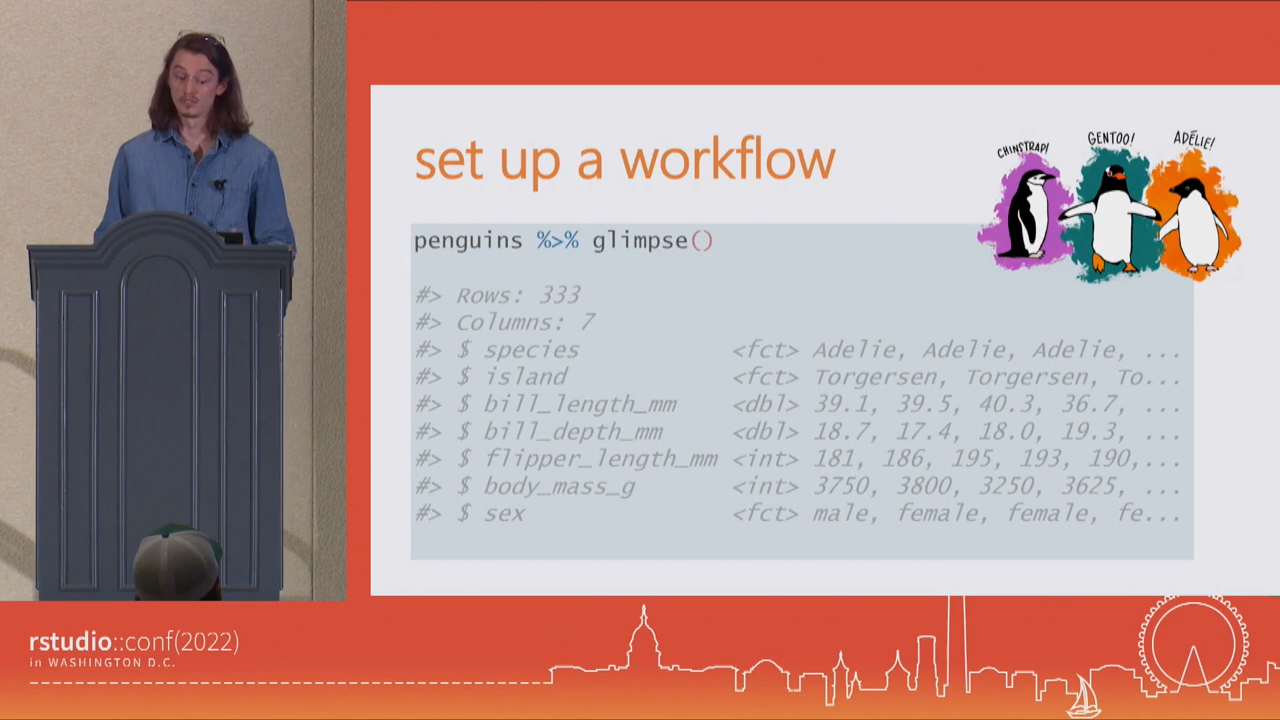 set up a workflow
CHINSTRAP!
GENTOO!
ADÉLIE!
penguins %>% glimpse()
#> Rows: 333
#> Columns: 7
#> $ species <fct> Adelie, Adelie, Adelie, ...
#> $ island <fct> Torgersen, Torgersen, To...
#> $ bill_length_mm <dbl> 39.1, 39.5, 40.3, 36.7, ...
#> $ bill_depth_mm <dbl> 18.7, 17.4, 18.0, 19.3, ...
#> $ flipper_length_mm <int> 181, 186, 195, 193, 190,...
#> $ body_mass_g <int> 3750, 3800, 3250, 3625, ...
#> $ sex <fct> male, female, female, fe...
rstudio::conf(2022)
in WASHINGTON D.C.